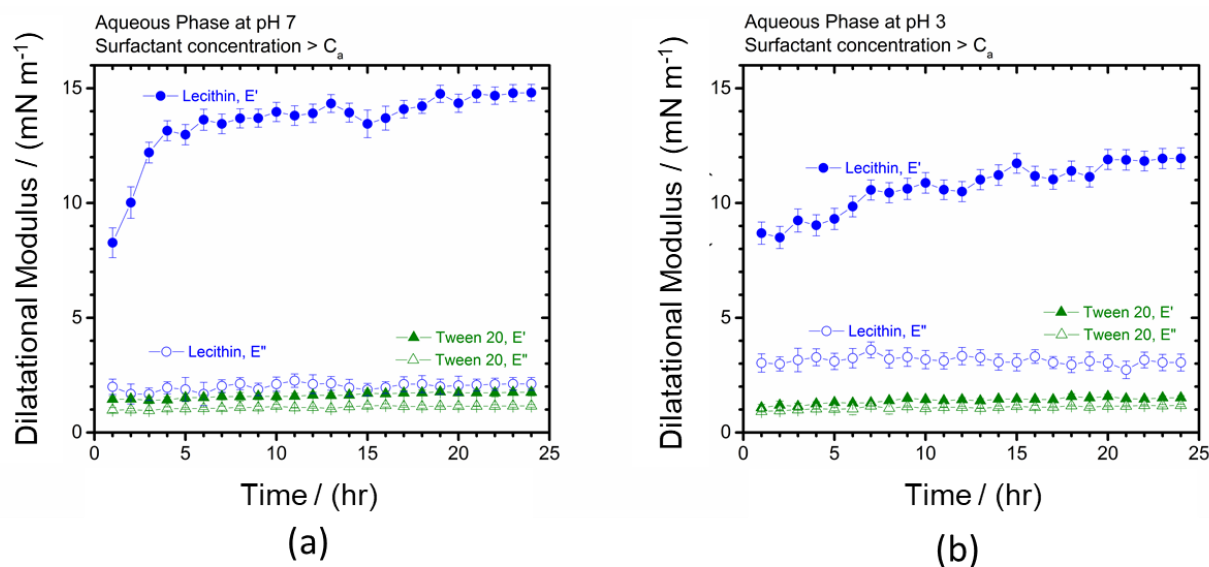 Aqueous Phase at pH 7
Surfactant concentration > Cₐ
Dilatational Modulus / (mN m⁻¹)
15
10
5
0
Lecithin, E'
Lecithin, E"
Tween 20, E'
Tween 20, E"
0 5 10 15 20 25
Time / (hr)
(a)
Aqueous Phase at pH 3
Surfactant concentration > Cₐ
Dilatational Modulus / (mN m⁻¹)
15
10
5
0
Lecithin, E'
Lecithin, E"
Tween 20, E'
Tween 20, E"
0 5 10 15 20 25
Time / (hr)
(b)